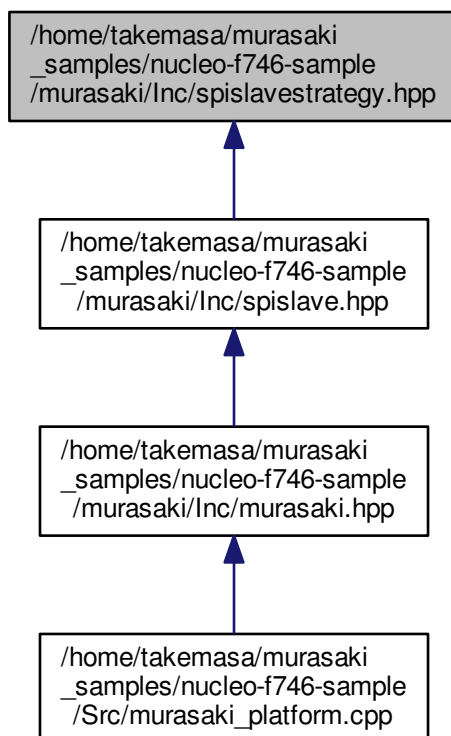 /home/takemasa/murasaki
_samples/nucleo-f746-sample
/murasaki/Inc/spislavestrategy.hpp
/home/takemasa/murasaki
_samples/nucleo-f746-sample
/murasaki/Inc/spislave.hpp
/home/takemasa/murasaki
_samples/nucleo-f746-sample
/murasaki/Inc/murasaki.hpp
/home/takemasa/murasaki
_samples/nucleo-f746-sample
/Src/murasaki_platform.cpp